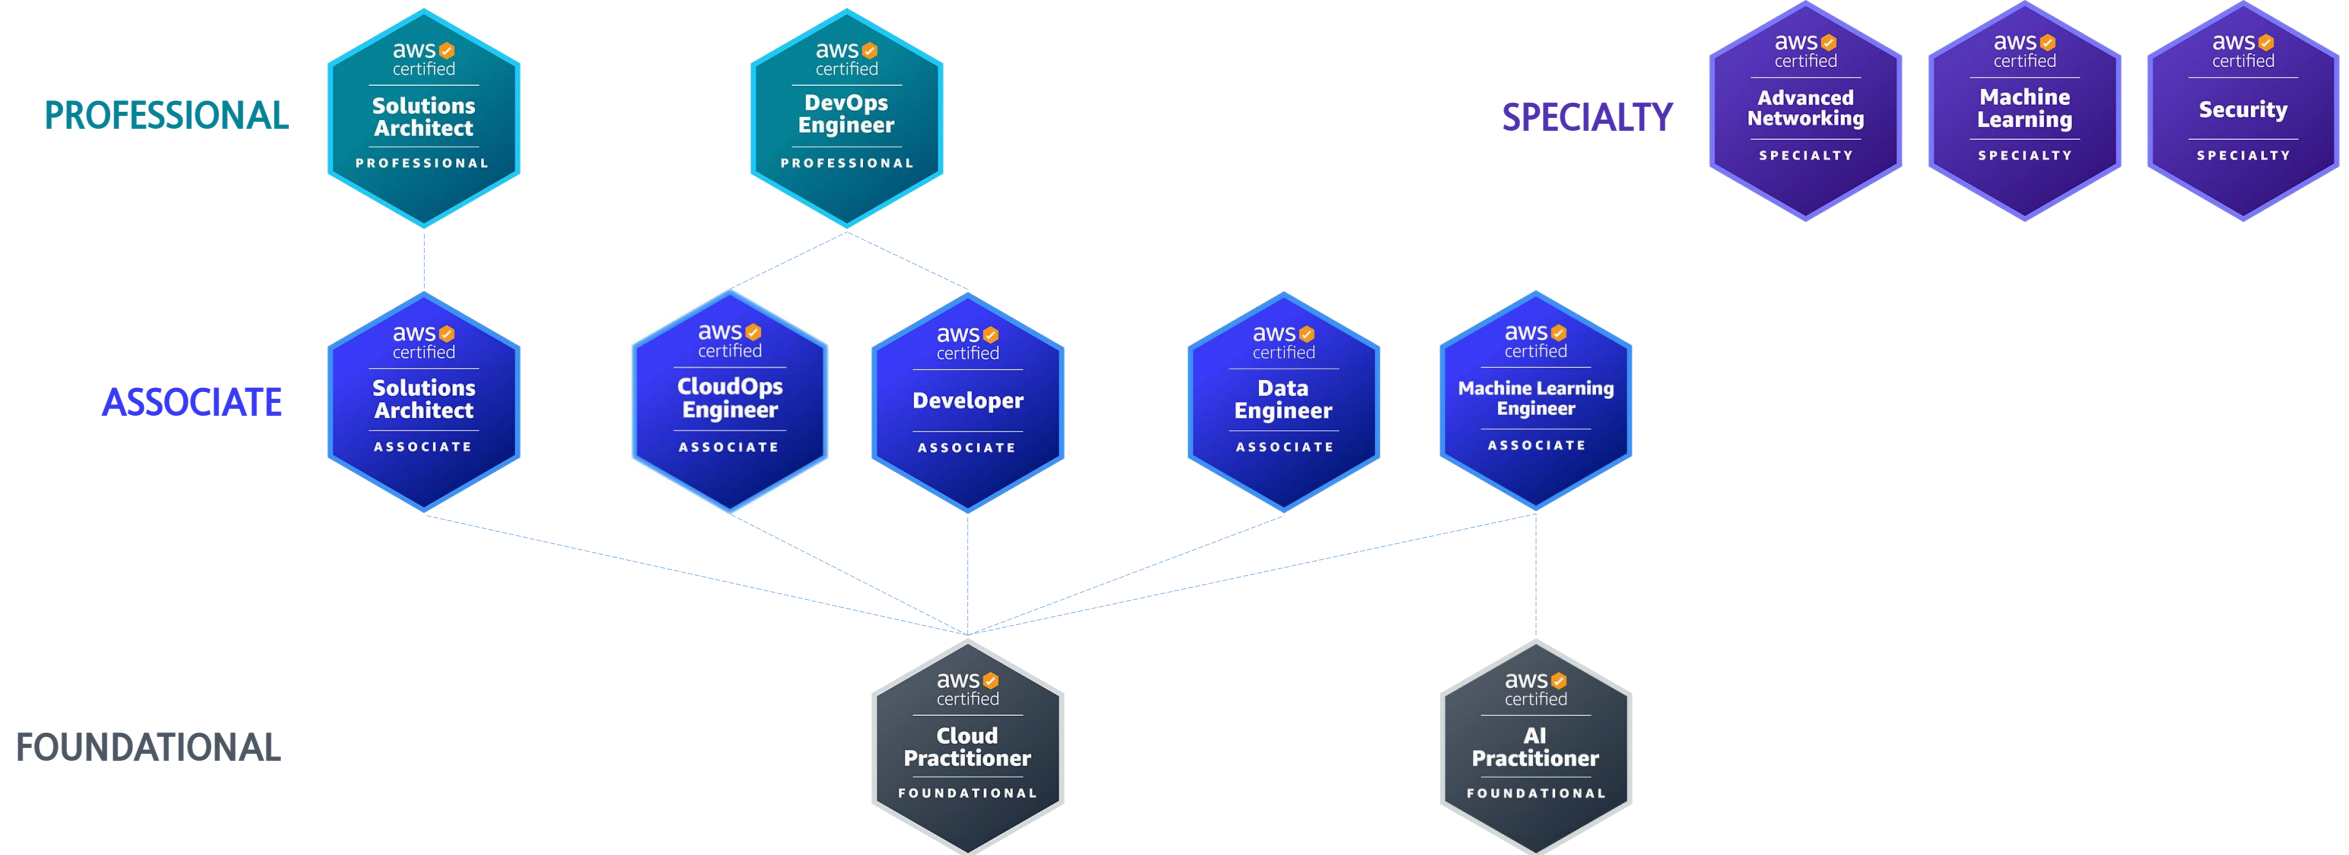 PROFESSIONAL
aws
certified
Solutions
Architect
PROFESSIONAL
aws
certified
DevOps
Engineer
PROFESSIONAL
SPECIALTY
aws
certified
Advanced
Networking
SPECIALTY
aws
certified
Machine
Learning
SPECIALTY
aws
certified
Security
SPECIALTY
ASSOCIATE
aws
certified
Solutions
Architect
ASSOCIATE
aws
certified
CloudOps
Engineer
ASSOCIATE
aws
certified
Developer
ASSOCIATE
aws
certified
Data
Engineer
ASSOCIATE
aws
certified
Machine Learning
Engineer
ASSOCIATE
FOUNDATIONAL
aws
certified
Cloud
Practitioner
FOUNDATIONAL
aws
certified
AI
Practitioner
FOUNDATIONAL